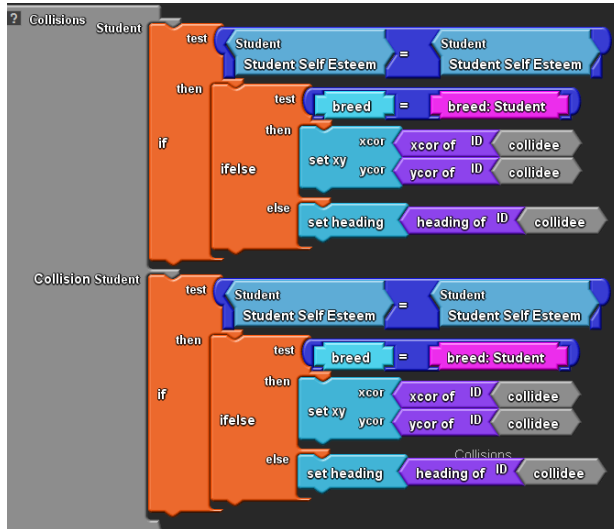 ? Collisions
Student
test
Student
Student Self Esteem
=
Student
Student Self Esteem
then
test
breed
=
breed: Student
if
ifelse
then
set xy
xcor
xcor of ID collidee
ycor
ycor of ID collidee
else
set heading
heading of ID collidee
Collision Student
test
Student
Student Self Esteem
=
Student
Student Self Esteem
then
test
breed
=
breed: Student
if
ifelse
then
set xy
xcor
xcor of ID collidee
ycor
ycor of ID collidee
Collisions
else
set heading
heading of ID collidee